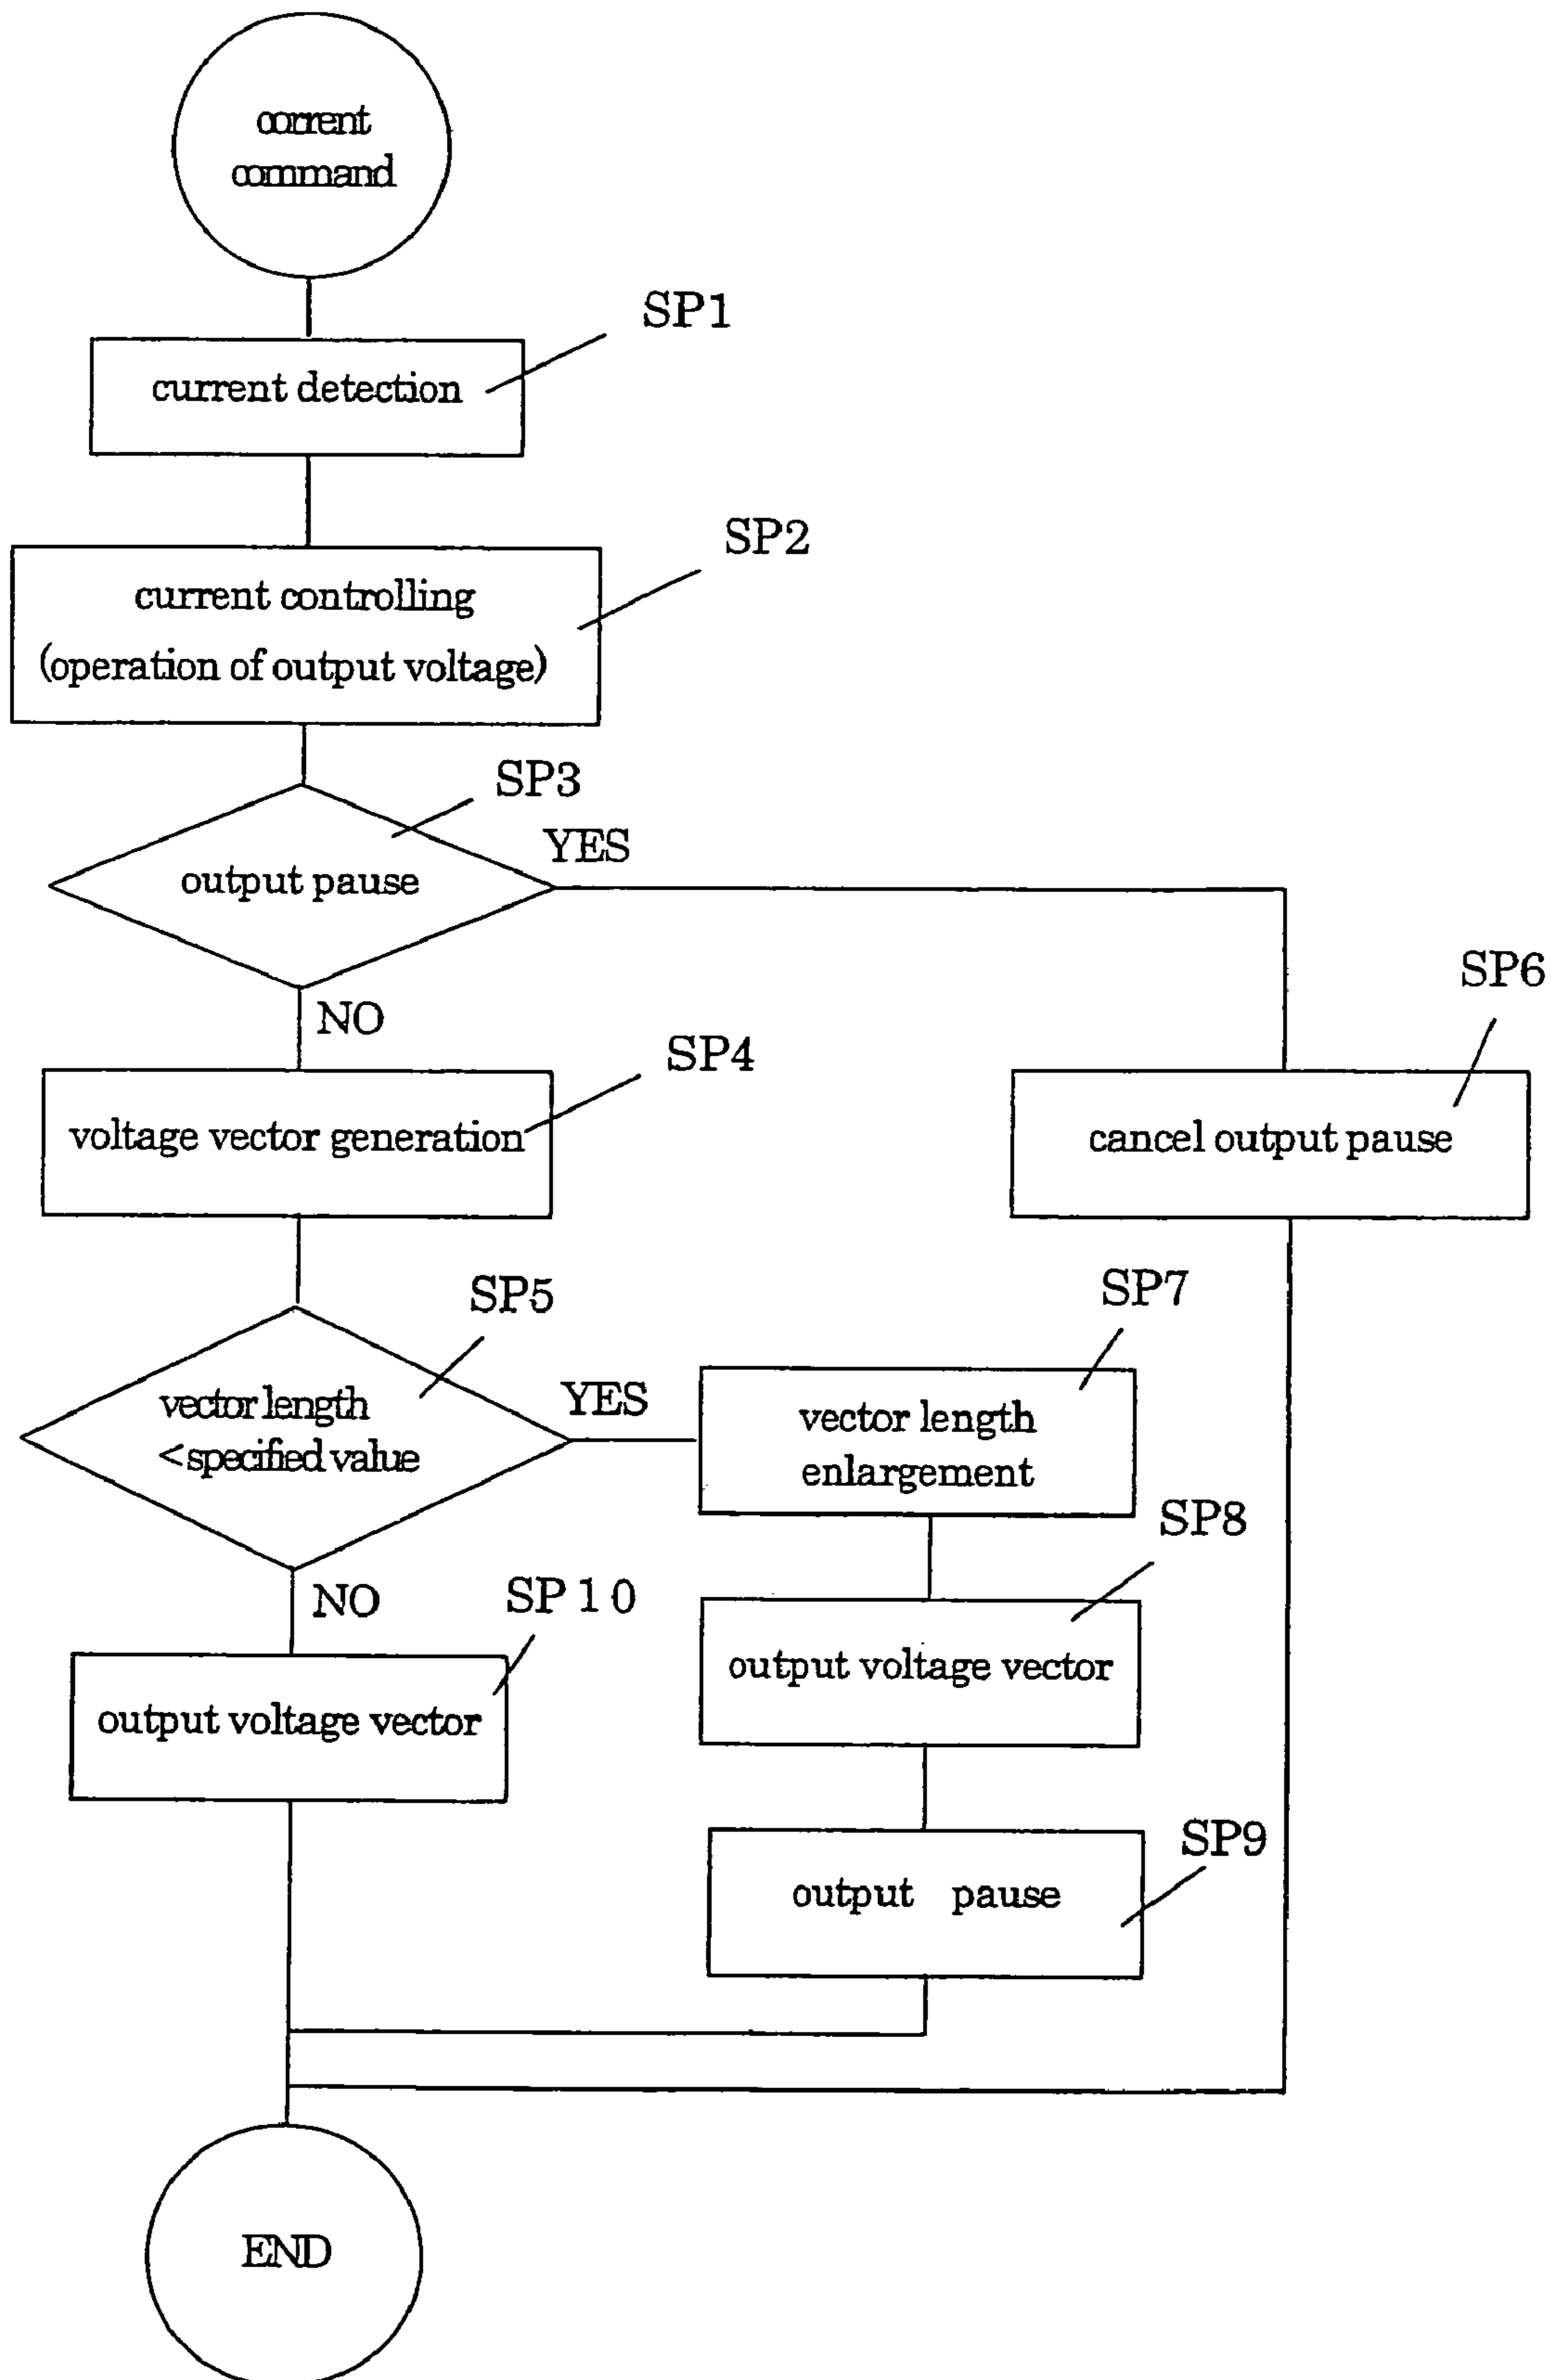 current
command
SP1
current detection
SP2
current controlling
(operation of output voltage)
SP3
YES
output pause
SP6
NO
SP4
voltage vector generation
cancel output pause
SP5
SP7
YES
vector length
<specified value
vector length
enlargement
SP8
NO
SP10
output voltage vector
output voltage vector
SP9
output pause
END